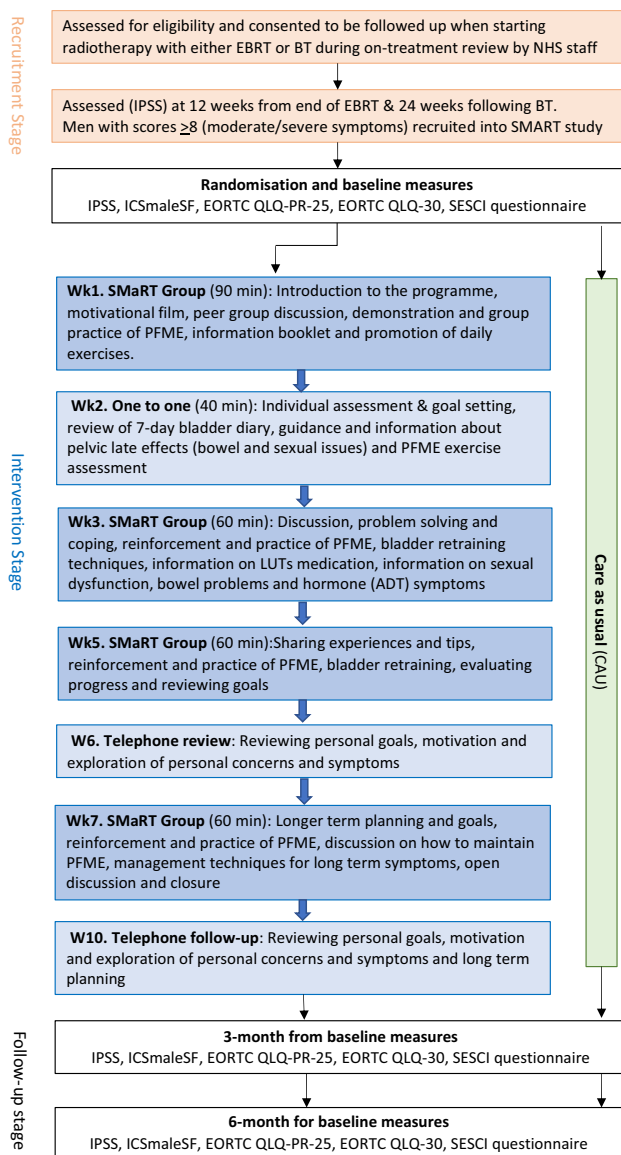 Recruitment Stage
Assessed for eligibility and consented to be followed up when starting
radiotherapy with either EBRT or BT during on-treatment review by NHS staff
Assessed (IPSS) at 12 weeks from end of EBRT & 24 weeks following BT.
Men with scores >8 (moderate/severe symptoms) recruited into SMART study
Randomisation and baseline measures
IPSS, ICSmaleSF, EORTC QLQ-PR-25, EORTC QLQ-30, SESCI questionnaire
Intervention Stage
Wk1. SMaRT Group (90 min): Introduction to the programme,
motivational film, peer group discussion, demonstration and group
practice of PFME, information booklet and promotion of daily
exercises.
Wk2. One to one (40 min): Individual assessment & goal setting,
review of 7-day bladder diary, guidance and information about
pelvic late effects (bowel and sexual issues) and PFME exercise
assessment
Wk3. SMaRT Group (60 min): Discussion, problem solving and
coping, reinforcement and practice of PFME, bladder retraining
techniques, information on LUTs medication, information on sexual
dysfunction, bowel problems and hormone (ADT) symptoms
Wk5. SMaRT Group (60 min):Sharing experiences and tips,
reinforcement and practice of PFME, bladder retraining, evaluating
progress and reviewing goals
W6. Telephone review: Reviewing personal goals, motivation and
exploration of personal concerns and symptoms
Wk7. SMaRT Group (60 min): Longer term planning and goals,
reinforcement and practice of PFME, discussion on how to maintain
PFME, management techniques for long term symptoms, open
discussion and closure
W10. Telephone follow-up: Reviewing personal goals, motivation
and exploration of personal concerns and symptoms and long term
planning
Care as usual (CAU)
Follow-up stage
3-month from baseline measures
IPSS, ICSmaleSF, EORTC QLQ-PR-25, EORTC QLQ-30, SESCI questionnaire
6-month for baseline measures
IPSS, ICSmaleSF, EORTC QLQ-PR-25, EORTC QLQ-30, SESCI questionnaire